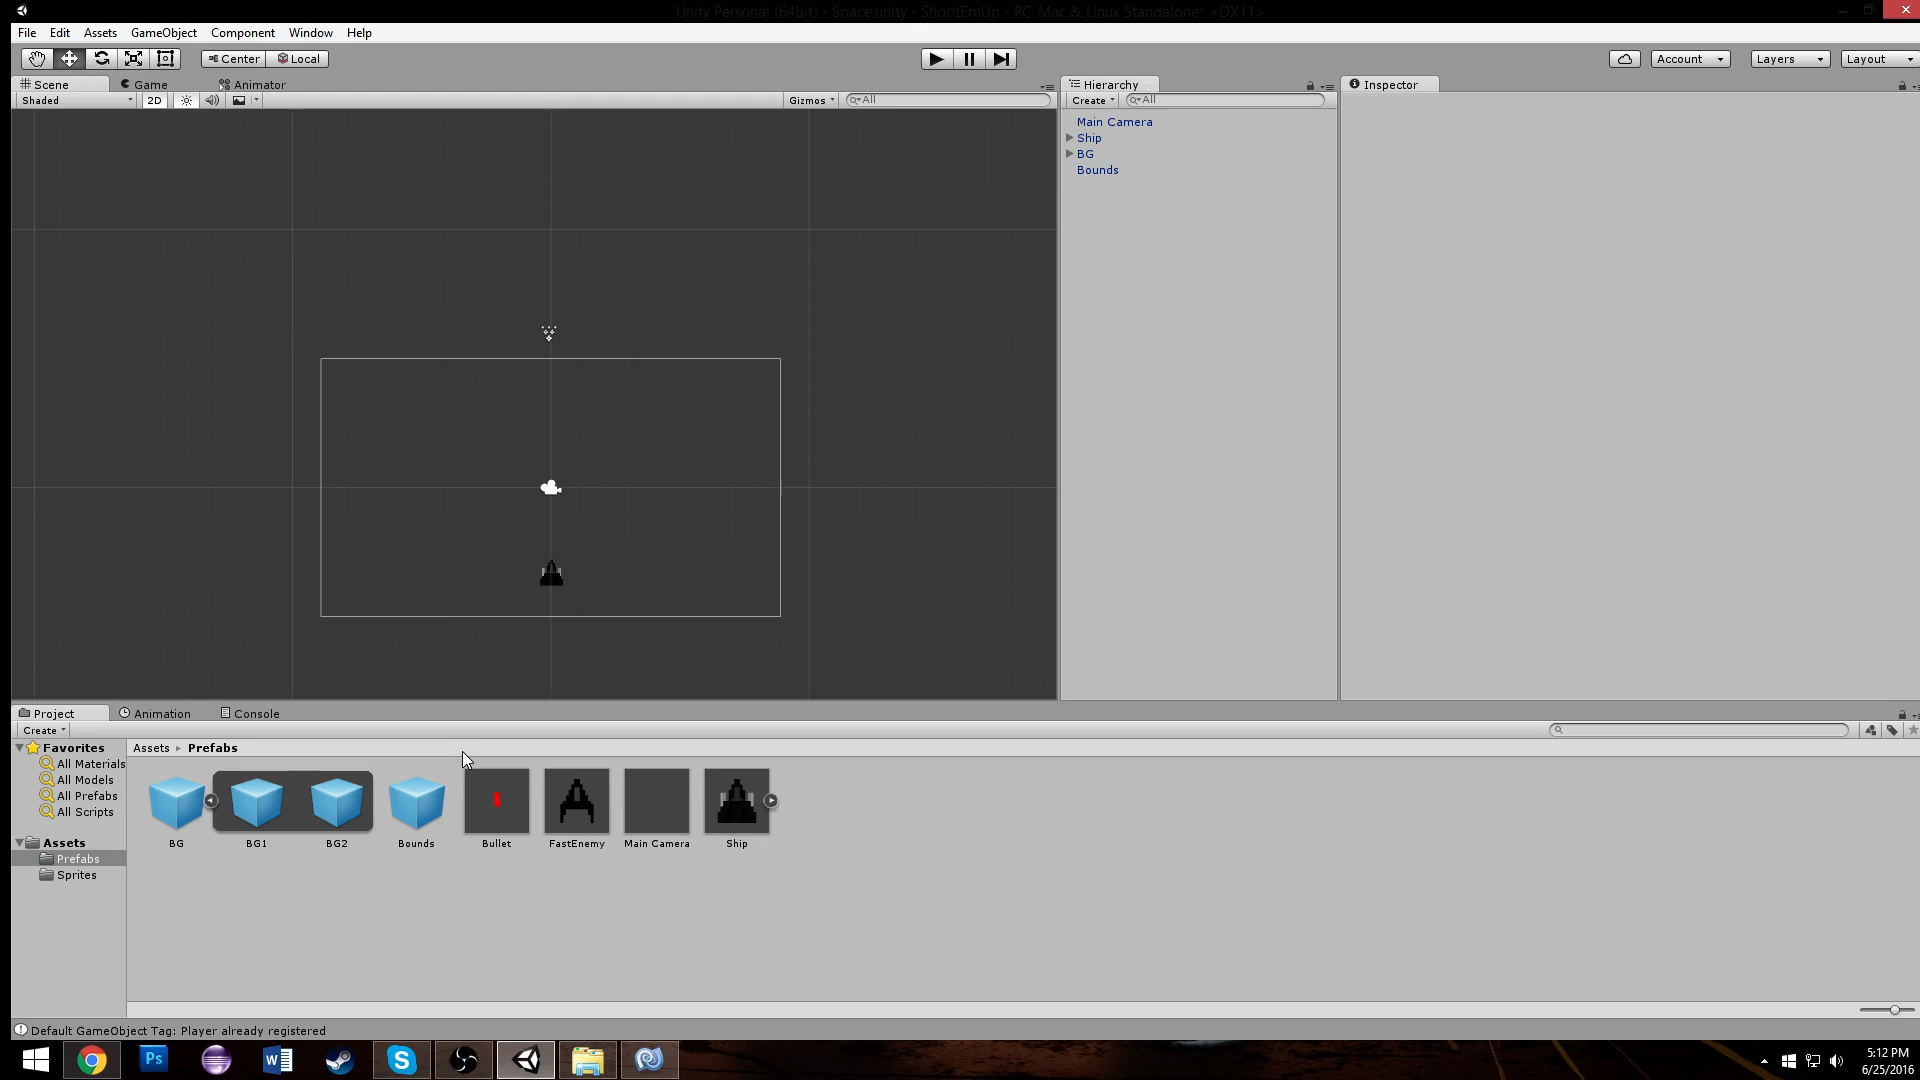 Unity Personal (64bit) - Space.unity - ShootEmUp - PC, Mac & Linux Standalone* <DX11>
File Edit Assets GameObject Component Window Help
Center Local Account Layers Layout
Scene Game Animator Hierarchy Inspector
Shaded 2D Gizmos All Create All
Main Camera
Ship
BG
Bounds
Project Animation Console
Create
Favorites Assets Prefabs
All Materials
All Models
All Prefabs
All Scripts
BG BG1 BG2 Bounds Bullet FastEnemy Main Camera Ship
Assets
Prefabs
Sprites
Default GameObject Tag: Player already registered
Ps W S
5:12 PM
6/25/2016